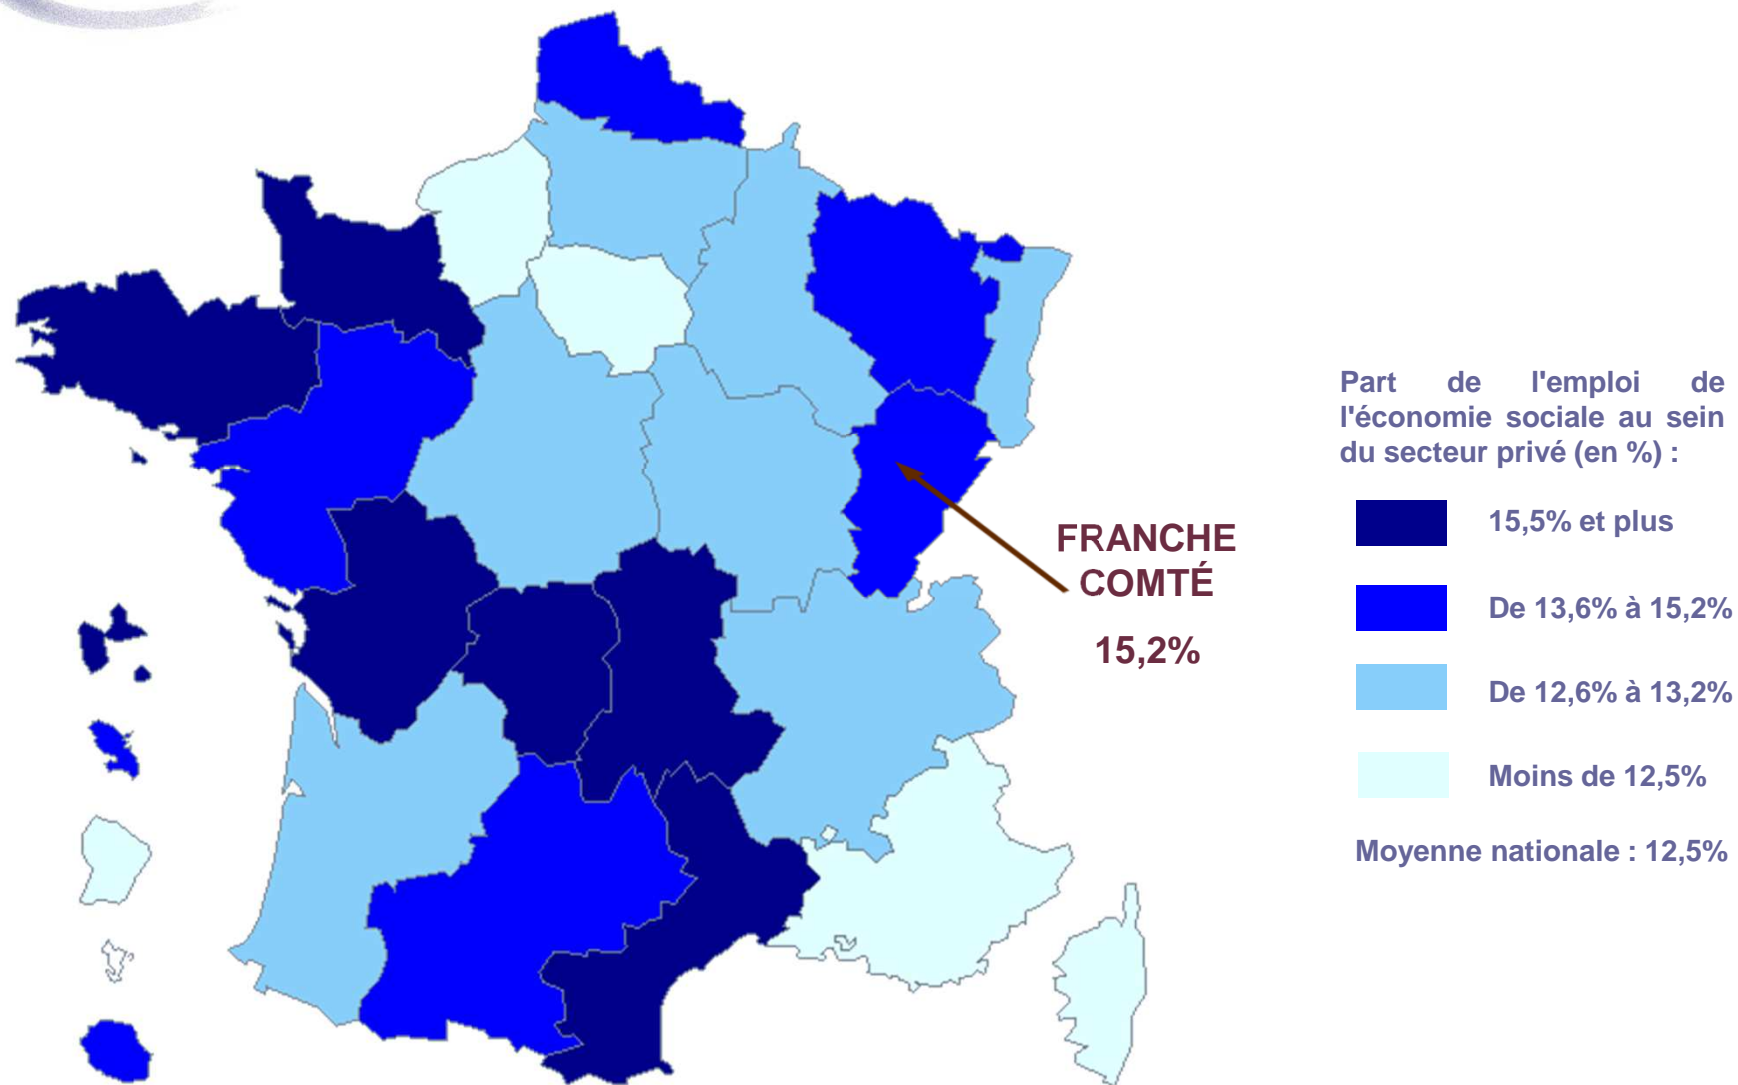 FRANCHE
COMTÉ
15,2%
Part de l'emploi de
l'économie sociale au sein
du secteur privé (en %) :
15,5% et plus
De 13,6% à 15,2%
De 12,6% à 13,2%
Moins de 12,5%
Moyenne nationale : 12,5%